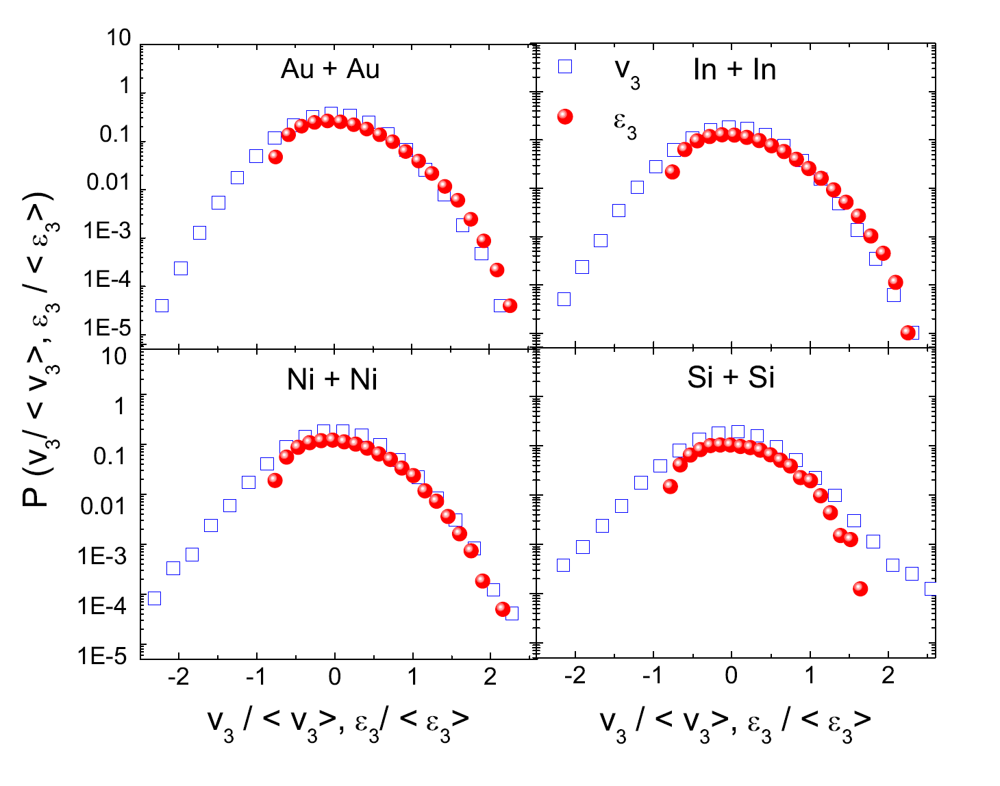 10
1
0.1
0.01
1E-3
1E-4
1E-5
Au + Au
v3
ε3
In + In
10
1
0.1
0.01
1E-3
1E-4
1E-5
Ni + Ni
Si + Si
P (v3/ < v3>, ε3 / < ε3>)
-2 -1 0 1 2
-2 -1 0 1 2
v3 / < v3>, ε3/ < ε3>
v3 / < v3>, ε3 / < ε3>